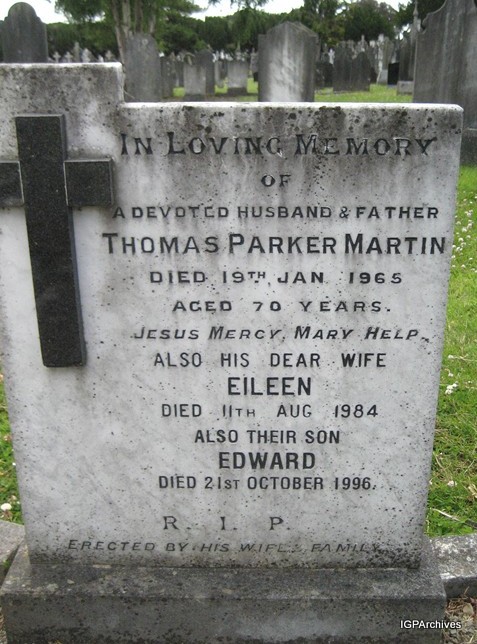 IN LOVING MEMORY
OF
A DEVOTED HUSBAND & FATHER
THOMAS PARKER MARTIN
DIED 19TH JAN 1965
AGED 70 YEARS.
JESUS MERCY, MARY HELP.
ALSO HIS DEAR WIFE
EILEEN
DIED 11TH AUG 1984
ALSO THEIR SON
EDWARD
DIED 21ST OCTOBER 1996.
R. I. P.
ERECTED BY HIS WIFE & FAMILY
IGPArchives